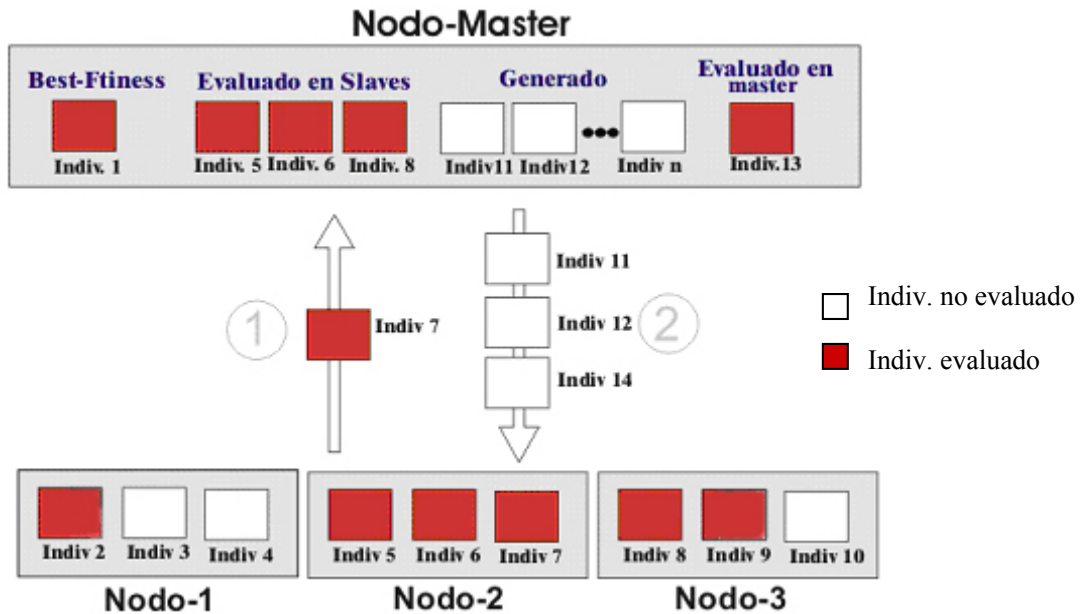 Nodo-Master
Best-Ftiness
Evaluado en Slaves
Generado
Evaluado en
master
Indiv. 1
Indiv. 5
Indiv. 6
Indiv. 8
Indiv11
Indiv12
Indiv n
Indiv.13
1
Indiv 7
Indiv 11
Indiv 12
Indiv 14
2
Indiv. no evaluado
Indiv. evaluado
Indiv 2
Indiv 3
Indiv 4
Indiv 5
Indiv 6
Indiv 7
Indiv 8
Indiv 9
Indiv 10
Nodo-1
Nodo-2
Nodo-3